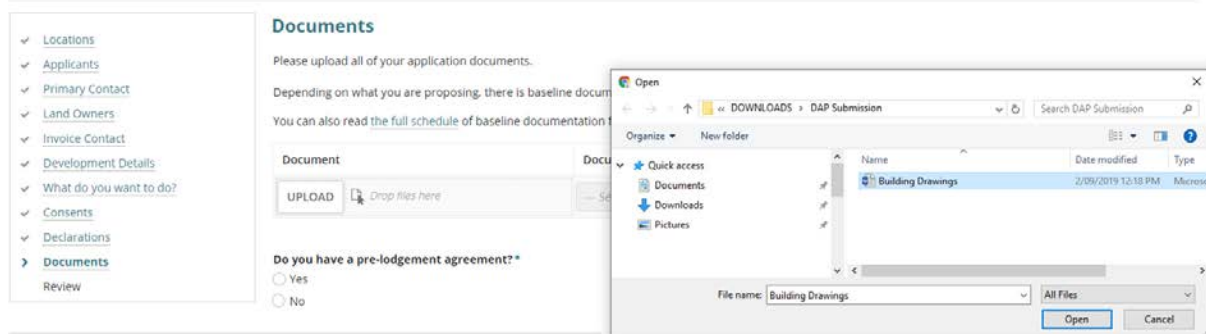 Locations
Applicants
Primary Contact
Land Owners
Invoice Contact
Development Details
What do you want to do?
Consents
Declarations
Documents
Review
Documents
Please upload all of your application documents.
Depending on what you are proposing, there is baseline docum
You can also read the full schedule of baseline documentation
Document Docu
UPLOAD Drop files here
Do you have a pre-lodgement agreement?*
Yes
No
Open
« DOWNLOADS > DAP Submission
Search DAP Submission
Organize New folder
Quick access
Documents
Downloads
Pictures
Name Date modified Type
Building Drawings 2/09/2019 12:18 PM Microso
File name: Building Drawings
All Files
Open Cancel